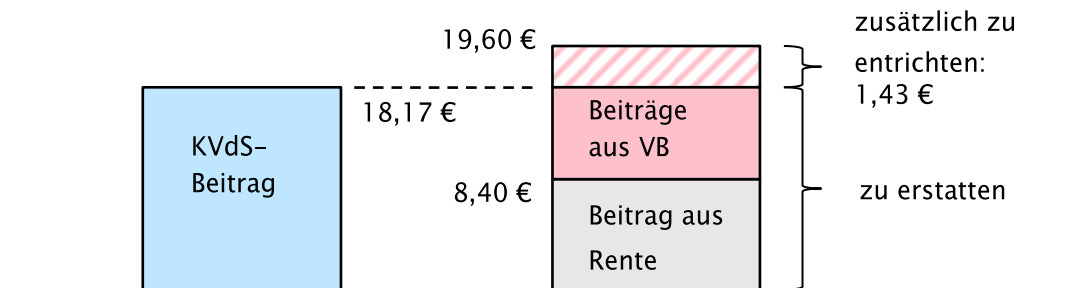 zusätzlich zu
entrichten:
1,43 €
19,60 €
18,17 €
KVdS–
Beitrag
Beiträge
aus VB
8,40 €
zu erstatten
Beitrag aus
Rente